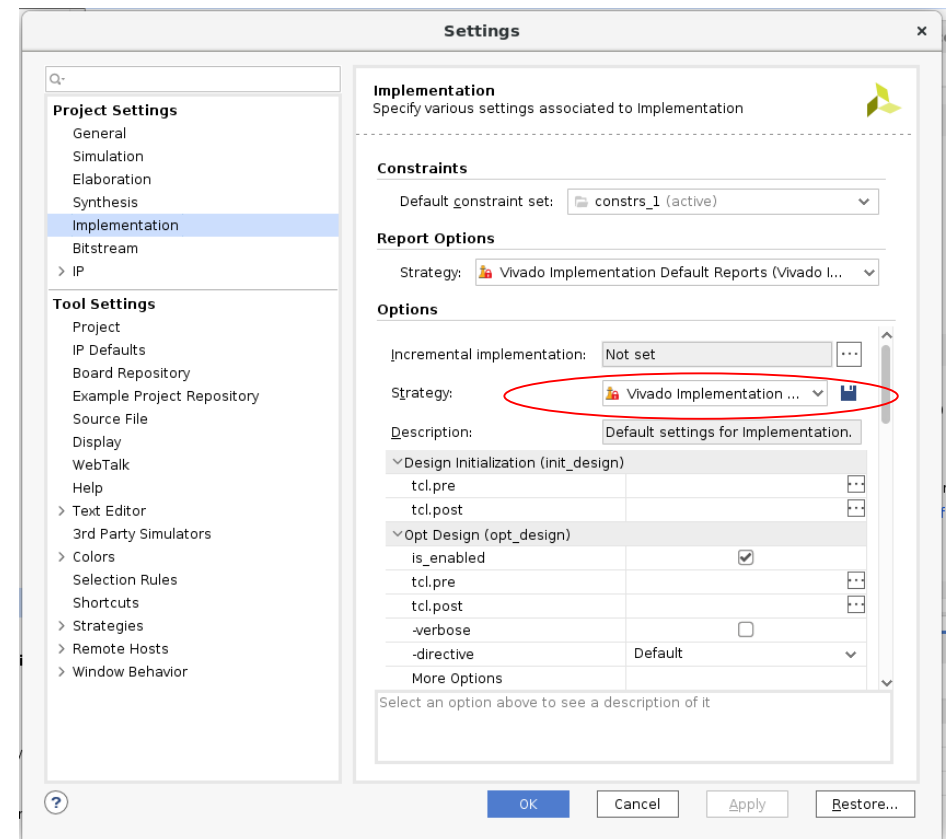 Settings
Project Settings
General
Simulation
Elaboration
Synthesis
Implementation
Bitstream
IP
Tool Settings
Project
IP Defaults
Board Repository
Example Project Repository
Source File
Display
WebTalk
Help
Text Editor
3rd Party Simulators
Colors
Selection Rules
Shortcuts
Strategies
Remote Hosts
Window Behavior
Implementation
Specify various settings associated to Implementation
Constraints
Default constraint set: constrs_1 (active)
Report Options
Strategy: Vivado Implementation Default Reports (Vivado I...
Options
Incremental implementation: Not set ...
Strategy: Vivado Implementation ...
Description: Default settings for Implementation.
Design Initialization (init_design)
tcl.pre ...
tcl.post ...
Opt Design (opt_design)
is_enabled
tcl.pre ...
tcl.post ...
-verbose
-directive Default
More Options
Select an option above to see a description of it
? OK Cancel Apply Restore...